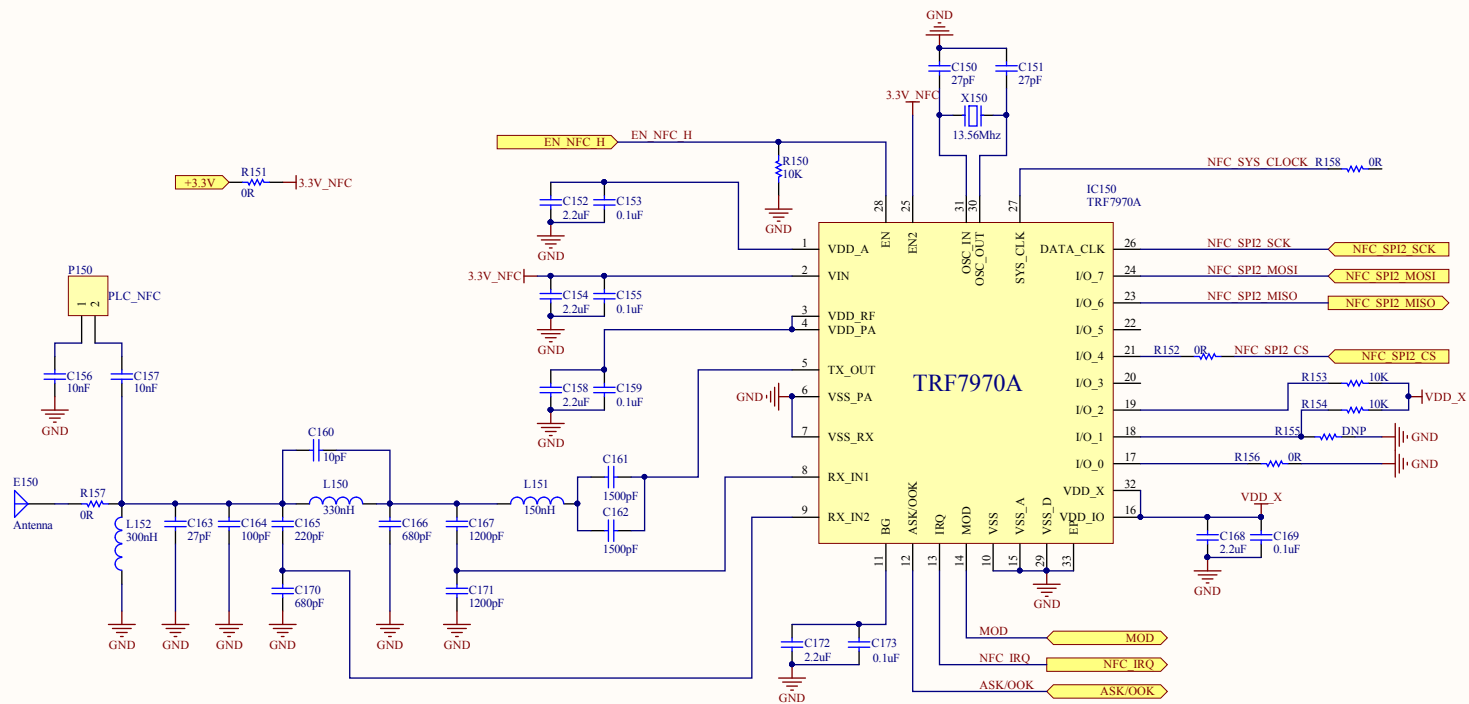 GND
C150
27pF
C151
27pF
3.3V_NFC
X150
13.56Mhz
EN_NFC_H
EN_NFC_H
R150
10K
GND
NFC_SYS_CLOCK
R158
0R
+3.3V
R151
0R
3.3V_NFC
IC150
TRF7970A
C152
2.2uF
C153
0.1uF
GND
28
25
31
30
27
EN
EN2
OSC_IN
OSC_OUT
SYS_CLK
1
VDD_A
DATA_CLK
26
NFC_SPI2_SCK
NFC_SPI2_SCK
3.3V_NFC
2
VIN
I/O_7
24
NFC_SPI2_MOSI
NFC_SPI2_MOSI
P150
1
2
PLC_NFC
C154
2.2uF
C155
0.1uF
GND
I/O_6
23
NFC_SPI2_MISO
NFC_SPI2_MISO
3
VDD_RF
4
VDD_PA
I/O_5
22
I/O_4
21
R152
0R
NFC_SPI2_CS
NFC_SPI2_CS
C156
10nF
GND
C157
10nF
C158
2.2uF
C159
0.1uF
GND
5
TX_OUT
TRF7970A
I/O_3
20
R153
10K
GND
6
VSS_PA
I/O_2
19
R154
10K
VDD_X
7
VSS_RX
I/O_1
18
R155
DNP
GND
C160
10pF
C161
1500pF
8
RX_IN1
I/O_0
17
R156
0R
GND
E150
Antenna
R157
0R
L150
330nH
L151
150nH
VDD_X
32
VDD_X
C162
1500pF
9
RX_IN2
VDD_IO
16
L152
300nH
C163
27pF
C164
100pF
C165
220pF
C166
680pF
C167
1200pF
BG
ASK/OOK
IRQ
MOD
VSS
VSS_A
VSS_D
EP
C168
2.2uF
C169
0.1uF
11
12
13
14
10
15
29
33
GND
C170
680pF
C171
1200pF
GND
GND
GND
GND
GND
GND
GND
C172
2.2uF
C173
0.1uF
GND
MOD
MOD
NFC_IRQ
NFC_IRQ
ASK/OOK
ASK/OOK